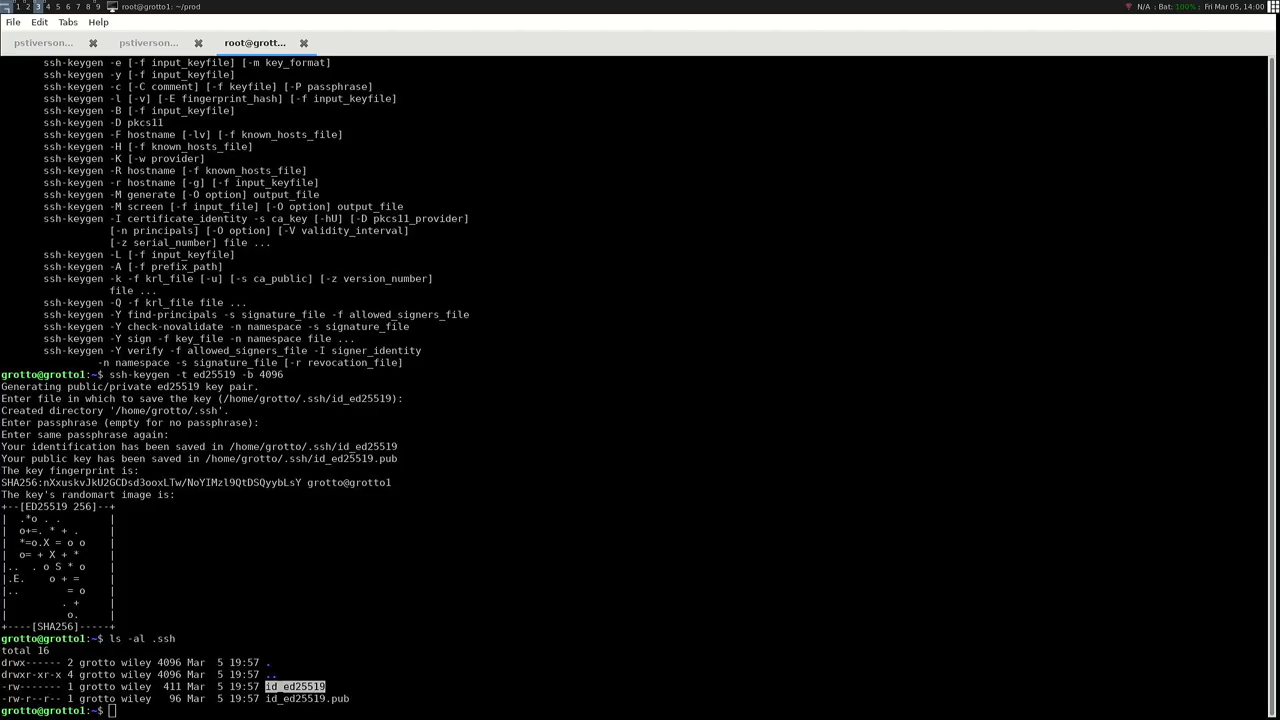 1 2 3 4 5 6 7 8 9 root@grotto1: ~/prod N/A : Bat: 100% : Fri Mar 05, 14:00
File Edit Tabs Help
pstiverson... pstiverson... root@grott...
ssh-keygen -e [-f input_keyfile] [-m key_format]
ssh-keygen -y [-f input_keyfile]
ssh-keygen -c [-C comment] [-f keyfile] [-P passphrase]
ssh-keygen -l [-v] [-E fingerprint_hash] [-f input_keyfile]
ssh-keygen -B [-f input_keyfile]
ssh-keygen -D pkcs11
ssh-keygen -F hostname [-lv] [-f known_hosts_file]
ssh-keygen -H [-f known_hosts_file]
ssh-keygen -K [-w provider]
ssh-keygen -R hostname [-f known_hosts_file]
ssh-keygen -r hostname [-g] [-f input_keyfile]
ssh-keygen -M generate [-O option] output_file
ssh-keygen -M screen [-f input_file] [-O option] output_file
ssh-keygen -I certificate_identity -s ca_key [-hU] [-D pkcs11_provider]
[-n principals] [-O option] [-V validity_interval]
[-z serial_number] file ...
ssh-keygen -L [-f input_keyfile]
ssh-keygen -A [-f prefix_path]
ssh-keygen -k -f krl_file [-u] [-s ca_public] [-z version_number]
file ...
ssh-keygen -Q -f krl_file file ...
ssh-keygen -Y find-principals -s signature_file -f allowed_signers_file
ssh-keygen -Y check-novalidate -n namespace -s signature_file
ssh-keygen -Y sign -f key_file -n namespace file ...
ssh-keygen -Y verify -f allowed_signers_file -I signer_identity
-n namespace -s signature_file [-r revocation_file]
grotto@grotto1:~$ ssh-keygen -t ed25519 -b 4096
Generating public/private ed25519 key pair.
Enter file in which to save the key (/home/grotto/.ssh/id_ed25519):
Created directory '/home/grotto/.ssh'.
Enter passphrase (empty for no passphrase):
Enter same passphrase again:
Your identification has been saved in /home/grotto/.ssh/id_ed25519
Your public key has been saved in /home/grotto/.ssh/id_ed25519.pub
The key fingerprint is:
SHA256:nXxuskvJkU2GCDsd3ooxLTw/NoYIMzl9QtDSQyybLsY grotto@grotto1
The key's randomart image is:
+--[ED25519 256]--+
|  .*o . .        |
|  o+=. * + .     |
|  *=o.X = o o    |
|  o= + X + *     |
|..  . o S * o    |
|.E.    o + =     |
|..        = o    |
|         . +     |
|          o.     |
+----[SHA256]-----+
grotto@grotto1:~$ ls -al .ssh
total 16
drwx------ 2 grotto wiley 4096 Mar  5 19:57 .
drwxr-xr-x 4 grotto wiley 4096 Mar  5 19:57 ..
-rw------- 1 grotto wiley  411 Mar  5 19:57 id_ed25519
-rw-r--r-- 1 grotto wiley   96 Mar  5 19:57 id_ed25519.pub
grotto@grotto1:~$